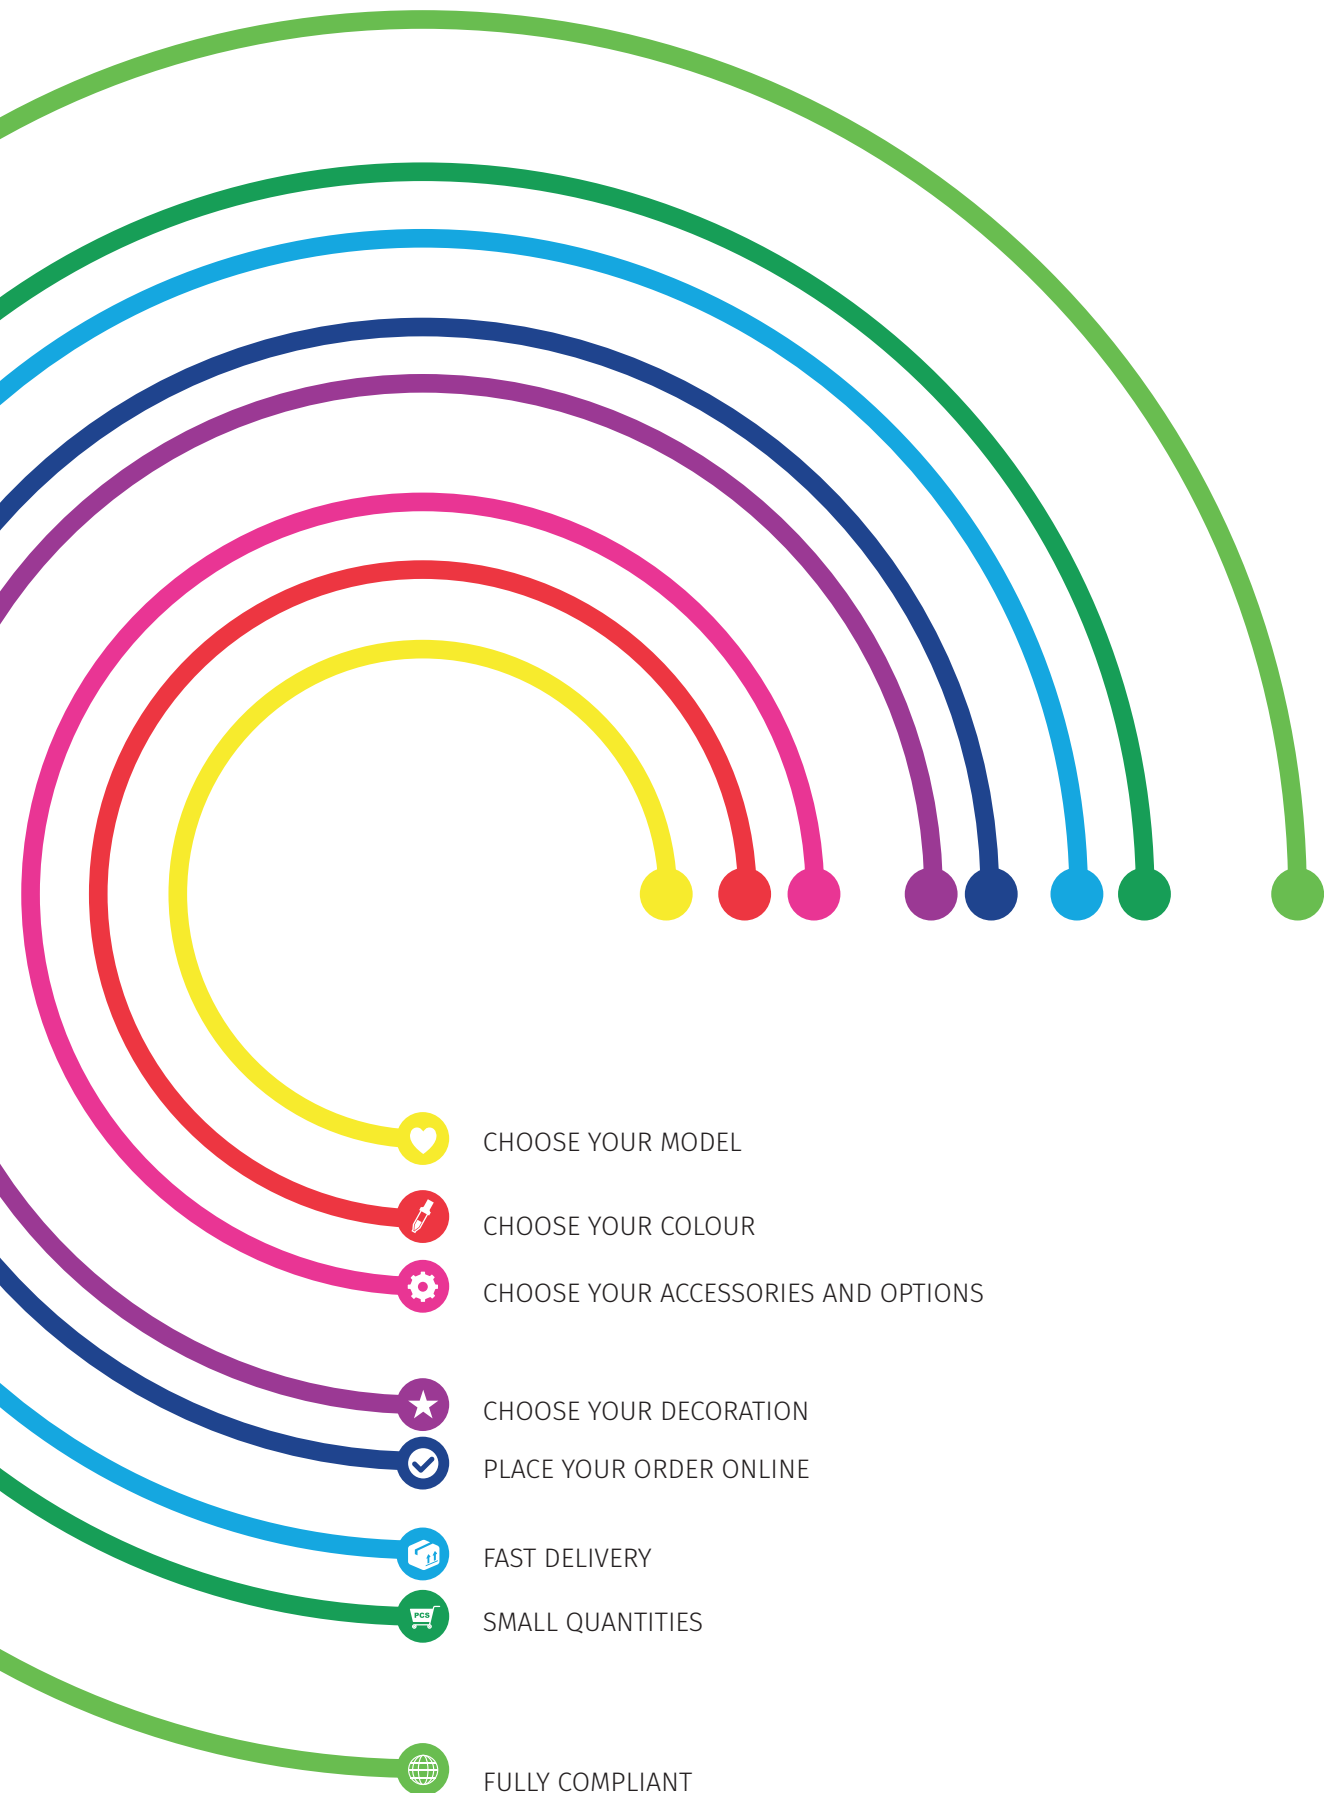 CHOOSE YOUR MODEL
CHOOSE YOUR COLOUR
CHOOSE YOUR ACCESSORIES AND OPTIONS
CHOOSE YOUR DECORATION
PLACE YOUR ORDER ONLINE
FAST DELIVERY
PCS
SMALL QUANTITIES
FULLY COMPLIANT